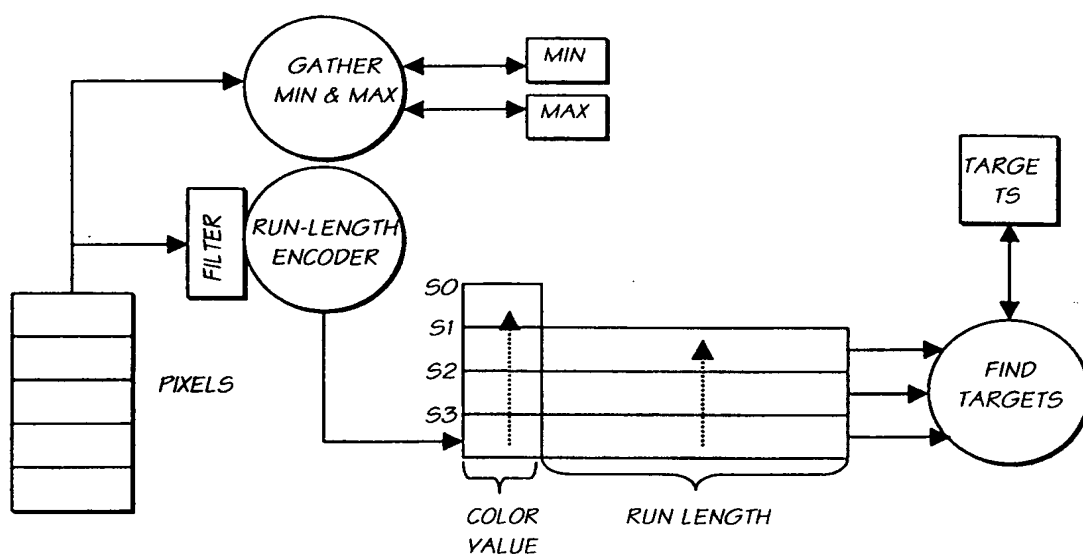 GATHER
MIN & MAX
MIN
MAX
FILTER
RUN-LENGTH
ENCODER
TARGE
TS
S0
S1
S2
S3
PIXELS
FIND
TARGETS
COLOR
VALUE
RUN LENGTH